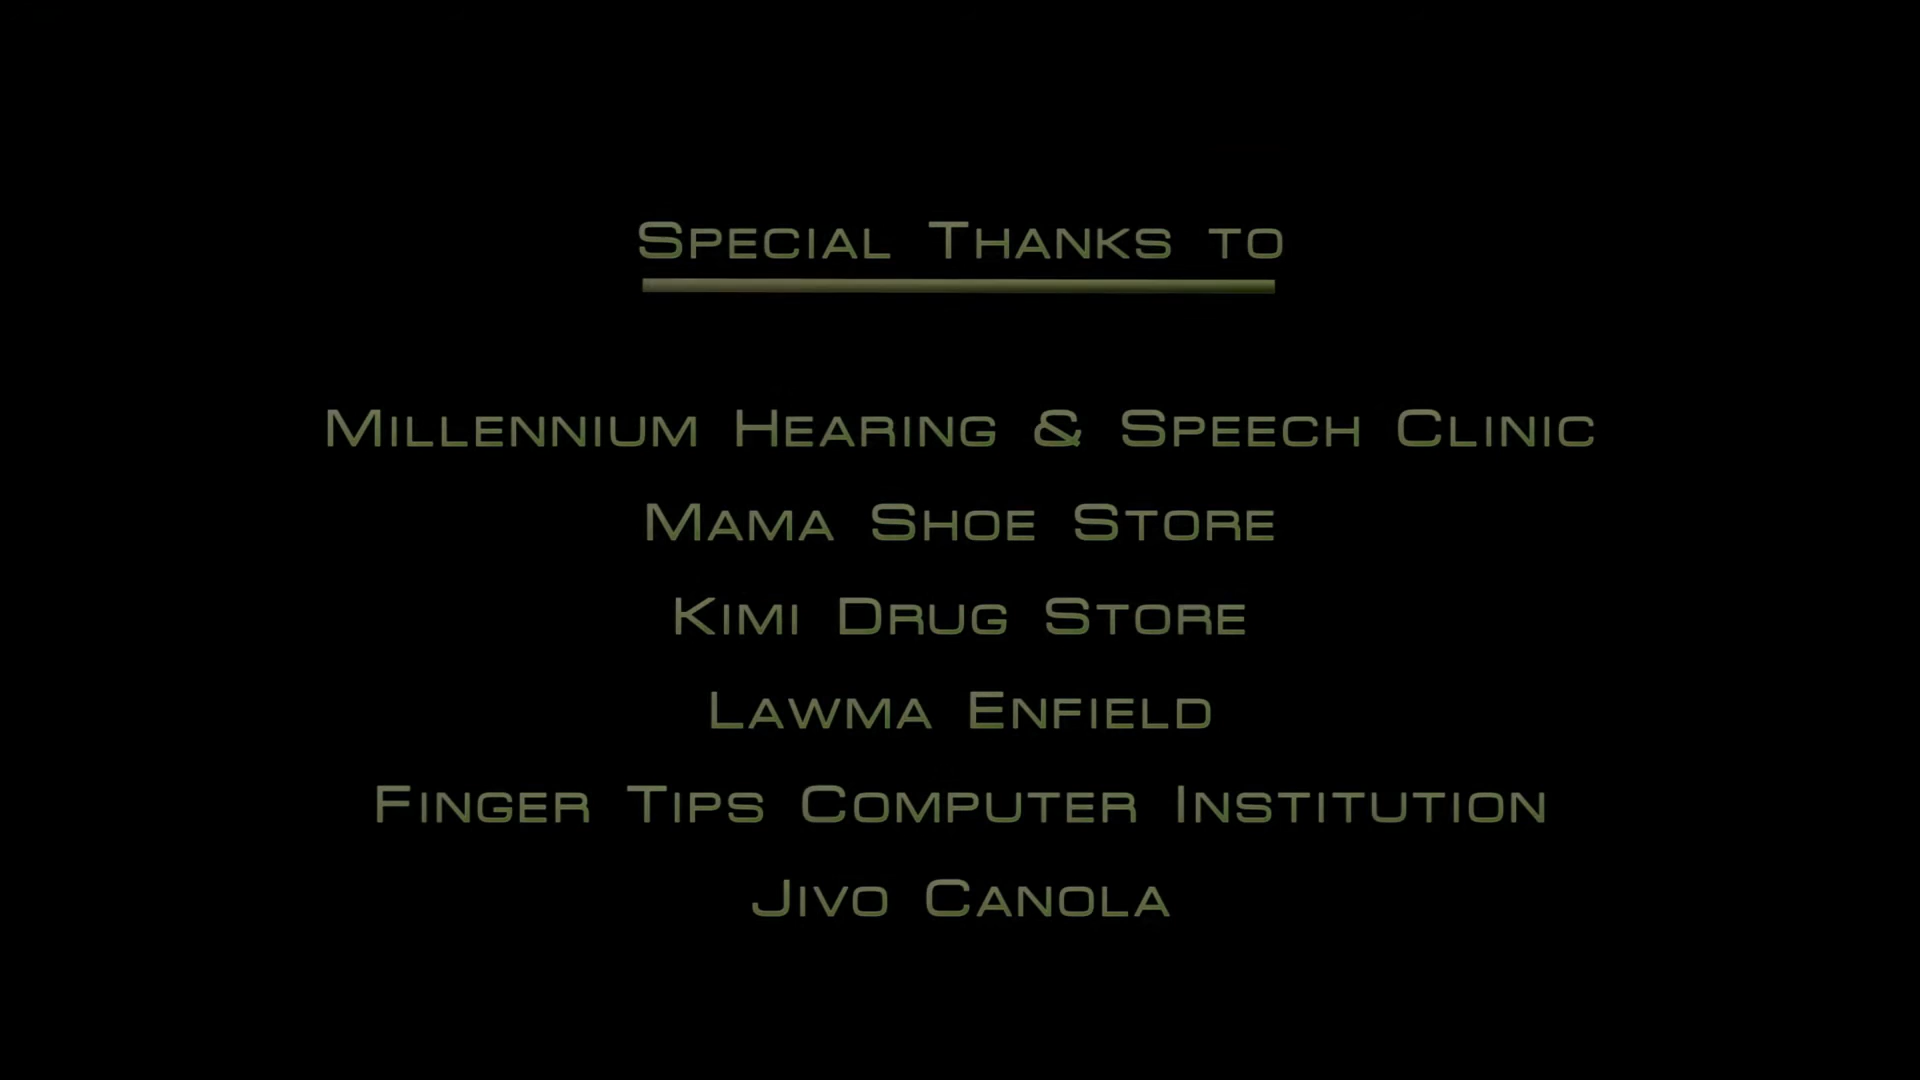 Special Thanks to
Millennium Hearing & Speech Clinic
Mama Shoe Store
Kimi Drug Store
Lawma Enfield
Finger Tips Computer Institution
Jivo Canola